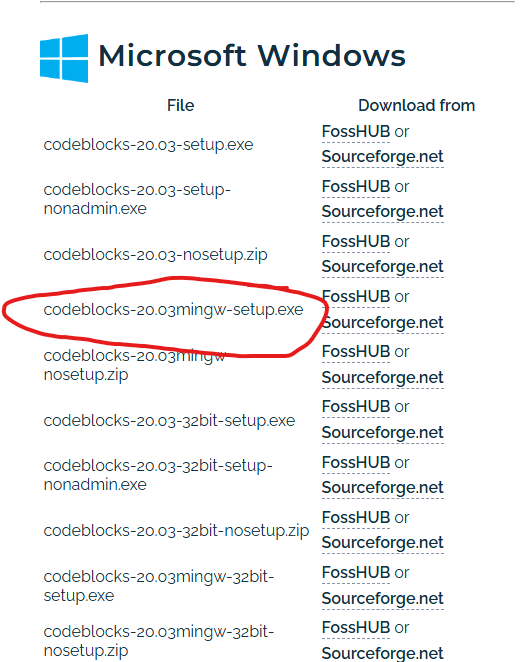 Microsoft Windows
File Download from
codeblocks-20.03-setup.exe FossHUB or
Sourceforge.net
codeblocks-20.03-setup- FossHUB or
nonadmin.exe Sourceforge.net
codeblocks-20.03-nosetup.zip FossHUB or
Sourceforge.net
codeblocks-20.03mingw-setup.exe FossHUB or
Sourceforge.net
codeblocks-20.03mingw- FossHUB or
nosetup.zip Sourceforge.net
codeblocks-20.03-32bit-setup.exe FossHUB or
Sourceforge.net
codeblocks-20.03-32bit-setup- FossHUB or
nonadmin.exe Sourceforge.net
codeblocks-20.03-32bit-nosetup.zip FossHUB or
Sourceforge.net
codeblocks-20.03mingw-32bit- FossHUB or
setup.exe Sourceforge.net
codeblocks-20.03mingw-32bit- FossHUB or
nosetup.zip Sourceforge.net